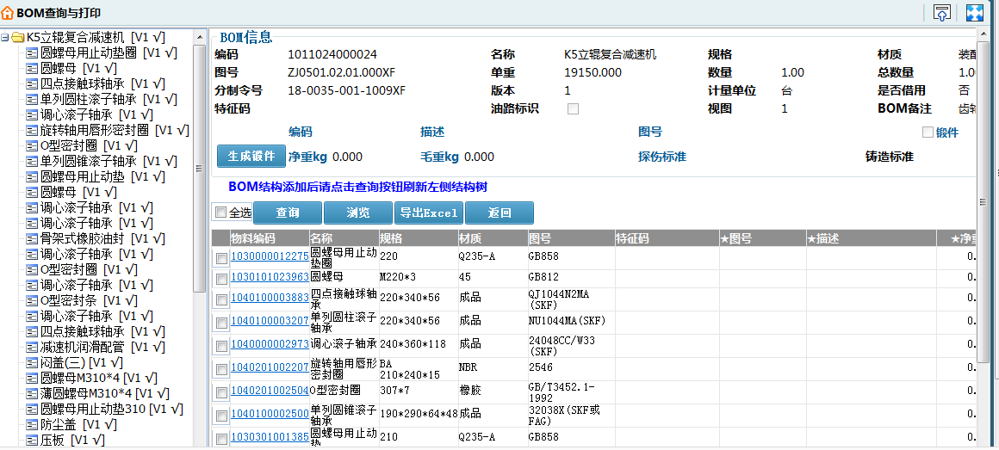 BOM查询与打印
K5立辊复合减速机 [V1 √]
圆螺母用止动垫圈 [V1 √]
圆螺母 [V1 √]
四点接触球轴承 [V1 √]
单列圆柱滚子轴承 [V1 √]
调心滚子轴承 [V1 √]
旋转轴用唇形密封圈 [V1 √]
O型密封圈 [V1 √]
单列圆锥滚子轴承 [V1 √]
圆螺母用止动垫 [V1 √]
圆螺母 [V1 √]
调心滚子轴承 [V1 √]
调心滚子轴承 [V1 √]
骨架式橡胶油封 [V1 √]
调心滚子轴承 [V1 √]
O型密封圈 [V1 √]
调心滚子轴承 [V1 √]
O型密封条 [V1 √]
调心滚子轴承 [V1 √]
四点接触球轴承 [V1 √]
减速机润滑配管 [V1 √]
闷盖(三) [V1 √]
圆螺母M310*4 [V1 √]
薄圆螺母M310*4 [V1 √]
圆螺母用止动垫310 [V1 √]
防尘盖 [V1 √]
压板 [V1 √]
BOM信息
编码 1011024000024 名称 K5立辊复合减速机 规格 材质 装配
图号 ZJ0501.02.01.000XF 单重 19150.000 数量 1.00 总数量 1.0
分制令号 18-0035-001-1009XF 版本 1 计量单位 台 是否借用 否
特征码 油路标识 视图 1 BOM备注 齿轮
编码 描述 图号 锻件
生成锻件 净重kg 0.000 毛重kg 0.000 探伤标准 铸造标准
BOM结构添加后请点击查询按钮刷新左侧结构树
全选 查询 浏览 导出Excel 返回
物料编码 名称 规格 材质 图号 特征码 ★图号 ★描述 ★净重
1030000012275 圆螺母用止动垫圈 220 Q235-A GB858 0.
1030101023963 圆螺母 M220*3 45 GB812 0.
1040100003883 四点接触球轴承 220*340*56 成品 QJ1044N2MA (SKF) 0.
1040100003207 单列圆柱滚子轴承 220*340*56 成品 NU1044MA(SKF) 0.
1040000002973 调心滚子轴承 240*360*118 成品 24048CC/W33 (SKF) 0.
1040201002207 旋转轴用唇形密封圈 BA 210*240*15 NBR 2546 0.
1040201002504 O型密封圈 307*7 橡胶 GB/T3452.1-1992 0.
1040100002500 单列圆锥滚子轴承 190*290*64*48 成品 32038X(SKF或FAG) 0.
1030301001385 圆螺母用止动垫 210 Q235-A GB858 0.